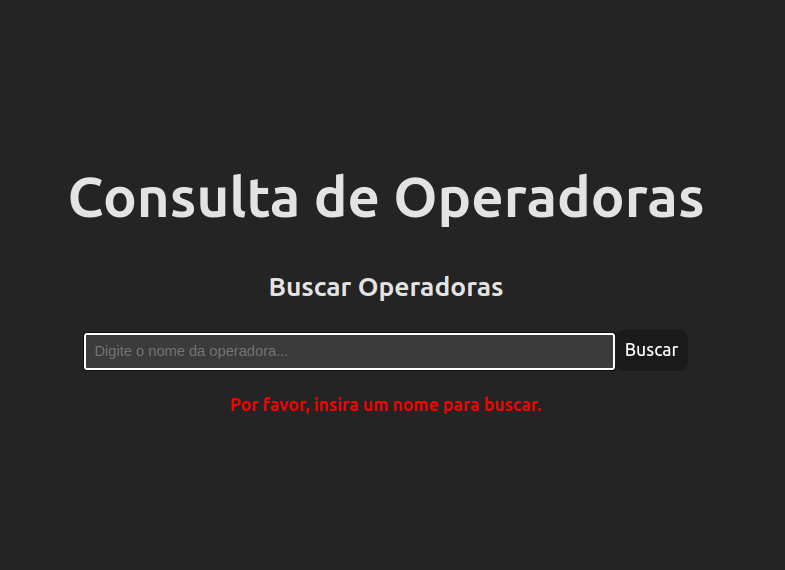 Consulta de Operadoras
Buscar Operadoras
Digite o nome da operadora...
Buscar
Por favor, insira um nome para buscar.